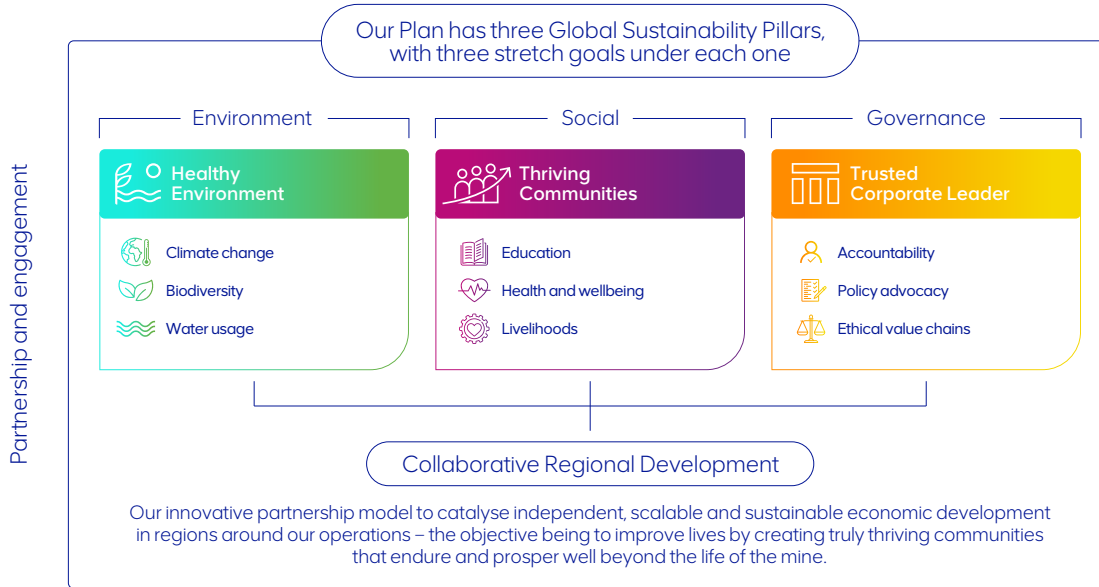 Our Plan has three Global Sustainability Pillars,
with three stretch goals under each one
Partnership and engagement
Environment
Healthy
Environment
Climate change
Biodiversity
Water usage
Social
Thriving
Communities
Education
Health and wellbeing
Livelihoods
Governance
Trusted
Corporate Leader
Accountability
Policy advocacy
Ethical value chains
Collaborative Regional Development
Our innovative partnership model to catalyse independent, scalable and sustainable economic development
in regions around our operations – the objective being to improve lives by creating truly thriving communities
that endure and prosper well beyond the life of the mine.